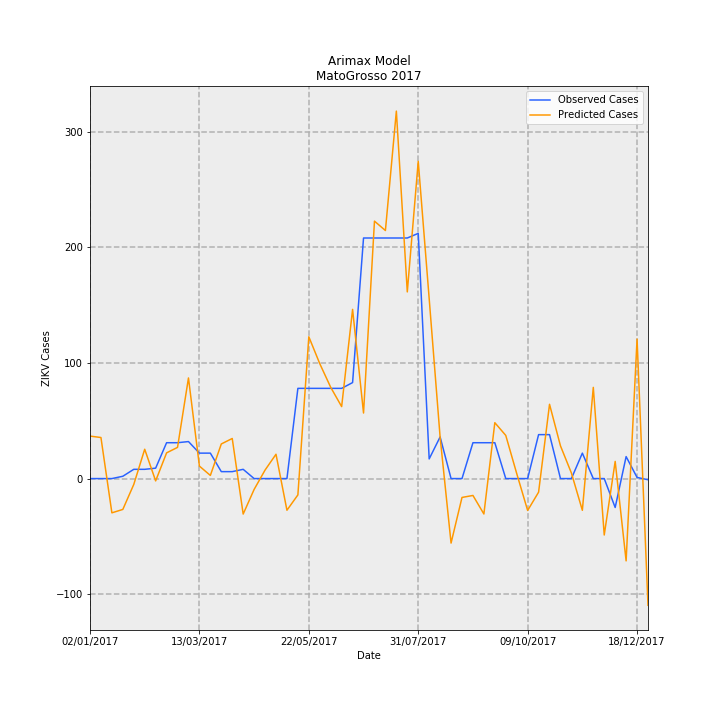 Arimax Model
MatoGrosso 2017
Observed Cases
Predicted Cases
300
200
100
0
−100
ZIKV Cases
02/01/2017
13/03/2017
22/05/2017
31/07/2017
09/10/2017
18/12/2017
Date